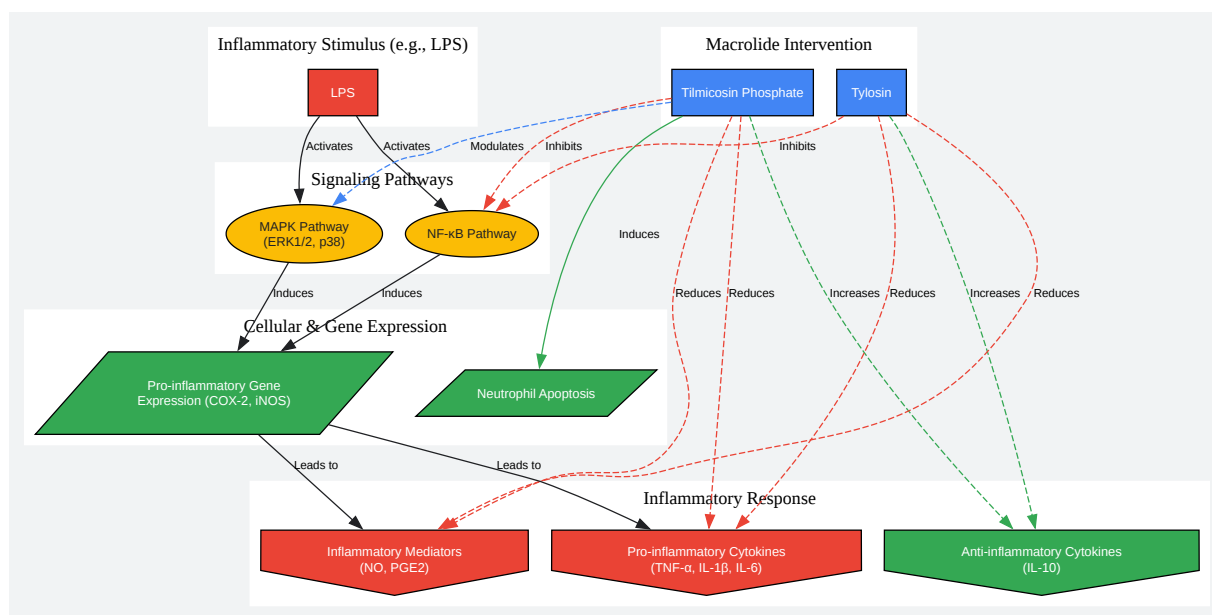 Inflammatory Stimulus (e.g., LPS)
Macrolide Intervention
LPS
Tilmicosin Phosphate
Tylosin
Activates
Activates
Modulates
Inhibits
Inhibits
Signaling Pathways
MAPK Pathway
(ERK1/2, p38)
NF-κB Pathway
Induces
Induces
Induces
Reduces
Reduces
Increases
Reduces
Increases
Reduces
Cellular & Gene Expression
Pro-inflammatory Gene
Expression (COX-2, iNOS)
Neutrophil Apoptosis
Leads to
Leads to
Inflammatory Response
Inflammatory Mediators
(NO, PGE2)
Pro-inflammatory Cytokines
(TNF-α, IL-1β, IL-6)
Anti-inflammatory Cytokines
(IL-10)